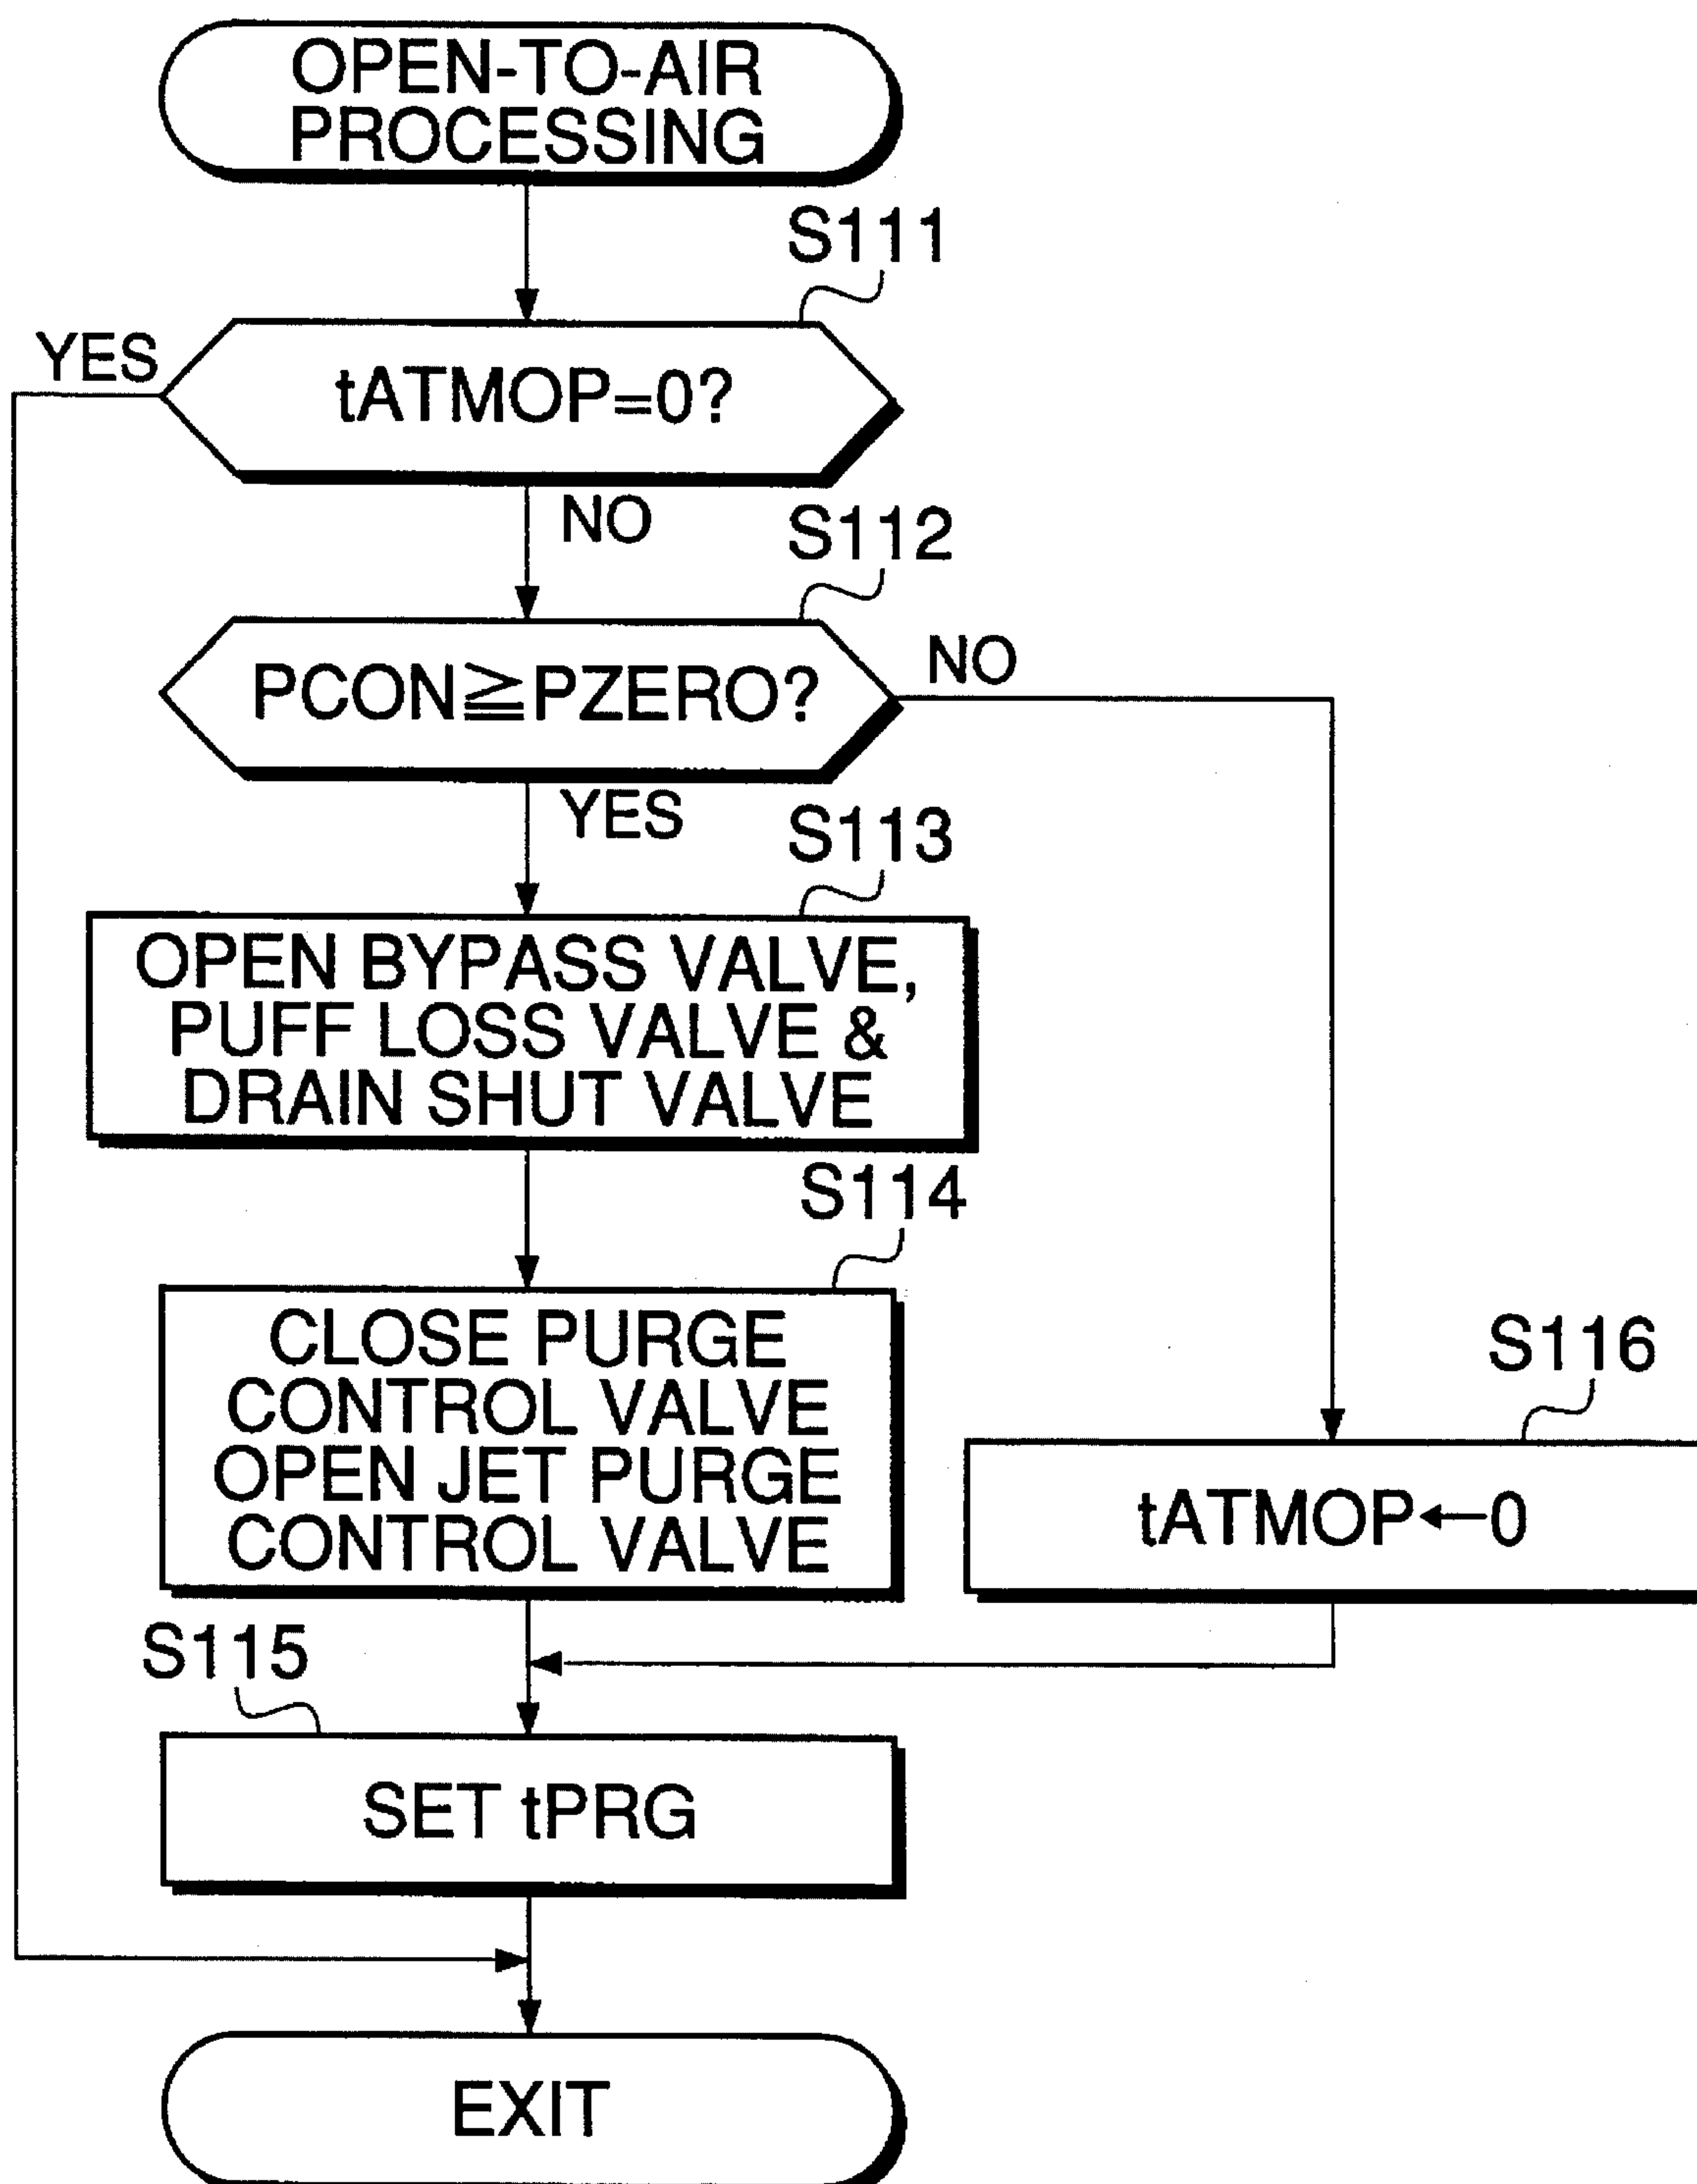 OPEN-TO-AIR
PROCESSING
S111
YES
tATMOP=0?
NO
S112
PCON≧PZERO?
NO
YES
S113
OPEN BYPASS VALVE,
PUFF LOSS VALVE &
DRAIN SHUT VALVE
S114
CLOSE PURGE
CONTROL VALVE
OPEN JET PURGE
CONTROL VALVE
S116
tATMOP←0
S115
SET tPRG
EXIT